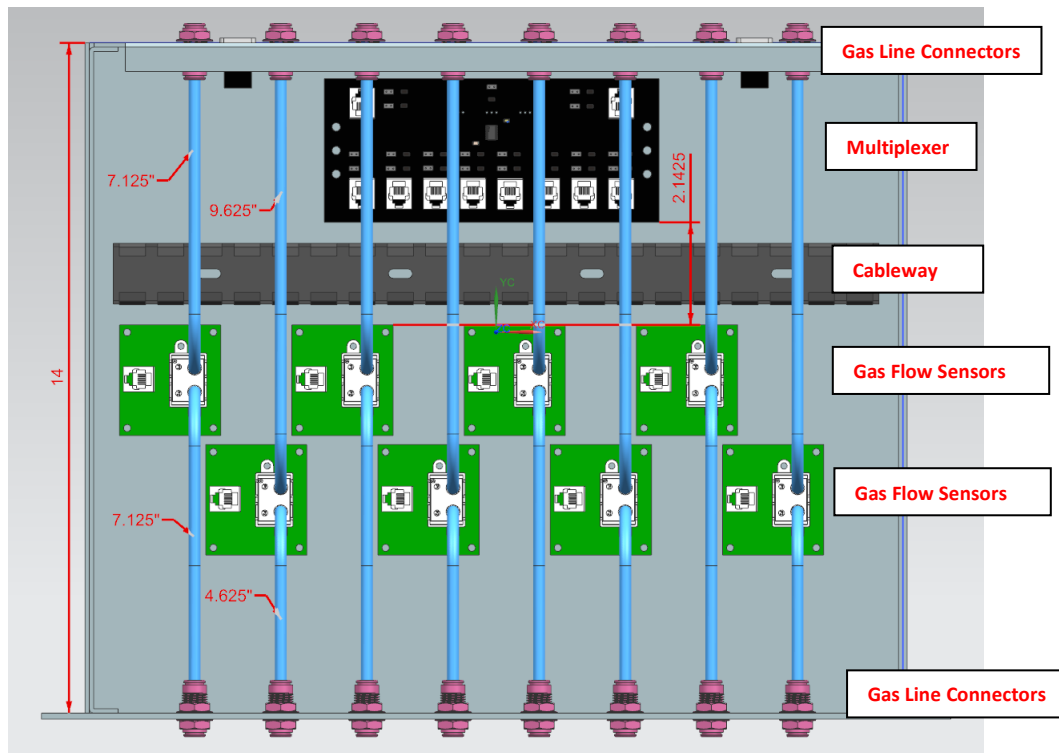 Gas Line Connectors
Multiplexer
7.125"
9.625"
2.1425
Cableway
YC
14
Gas Flow Sensors
Gas Flow Sensors
7.125"
4.625"
Gas Line Connectors